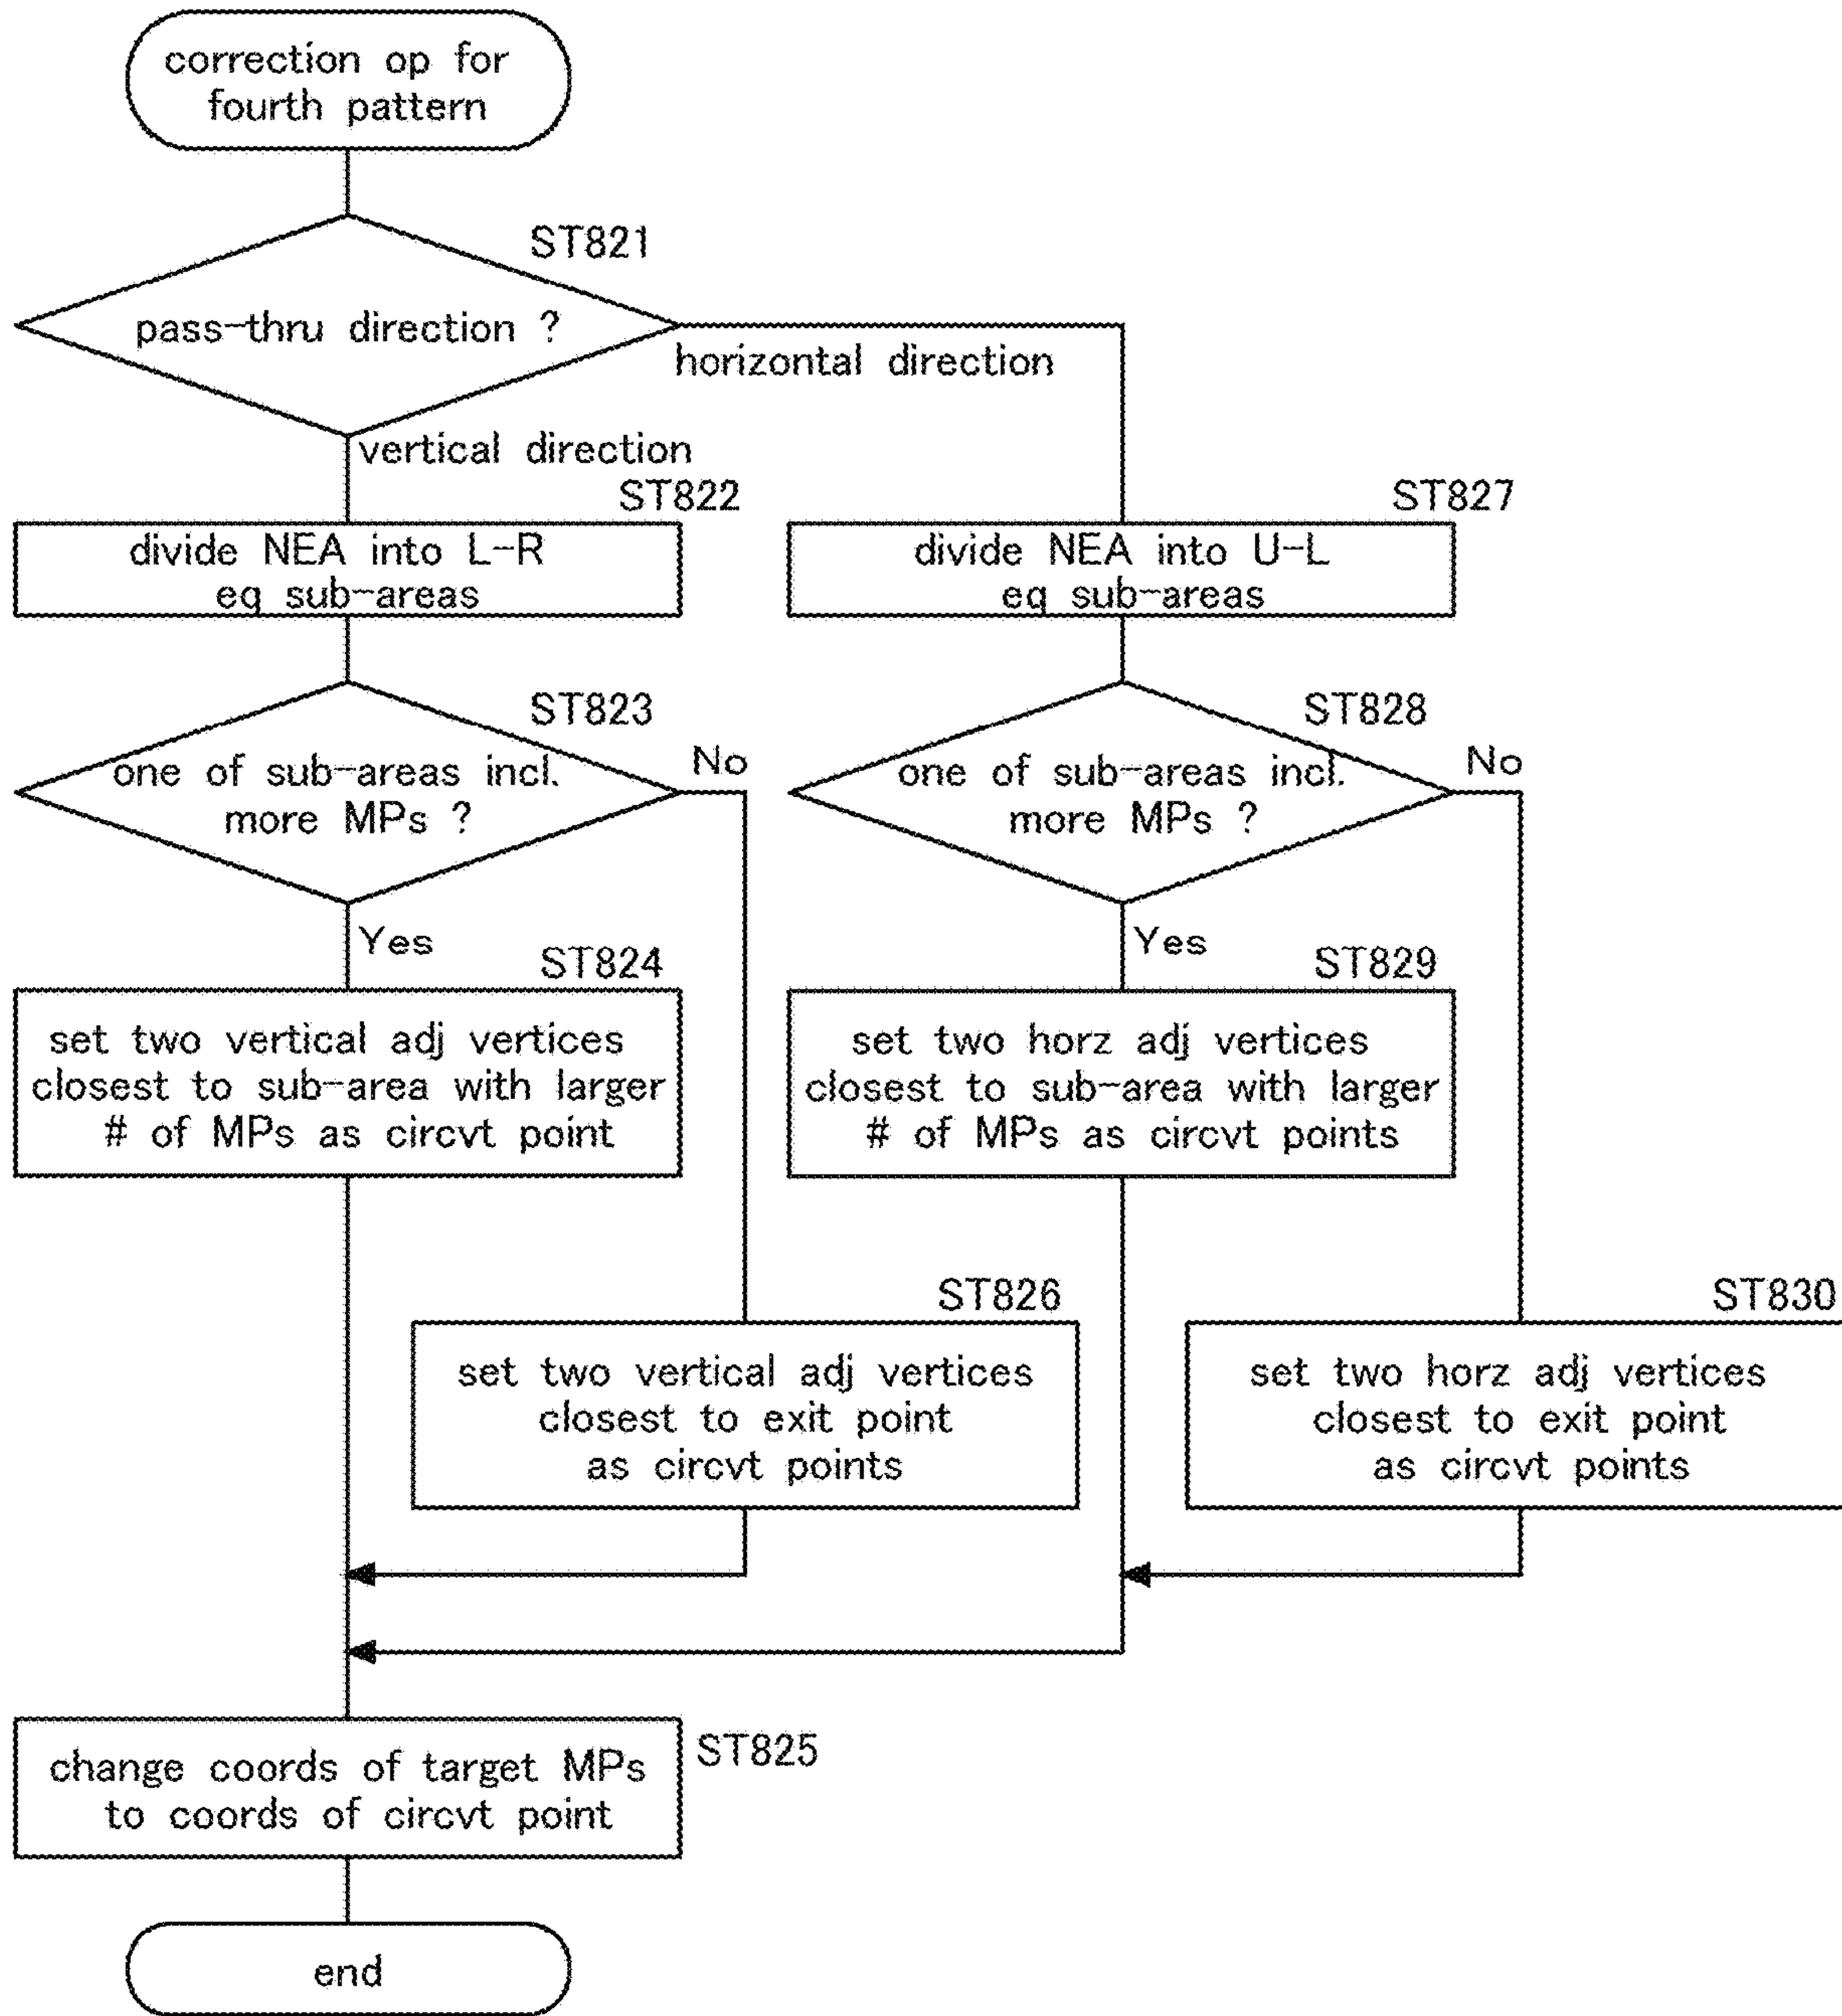 correction op for
fourth pattern
ST821
pass-thru direction ?
horizontal direction
vertical direction
ST822
divide NEA into L-R
eq sub-areas
ST827
divide NEA into U-L
eq sub-areas
ST823
one of sub-areas incl.
more MPs ?
No
Yes
ST828
one of sub-areas incl.
more MPs ?
No
Yes
ST824
set two vertical adj vertices
closest to sub-area with larger
# of MPs as circvt point
ST829
set two horz adj vertices
closest to sub-area with larger
# of MPs as circvt points
ST826
set two vertical adj vertices
closest to exit point
as circvt points
ST830
set two horz adj vertices
closest to exit point
as circvt points
change coords of target MPs
to coords of circvt point
ST825
end